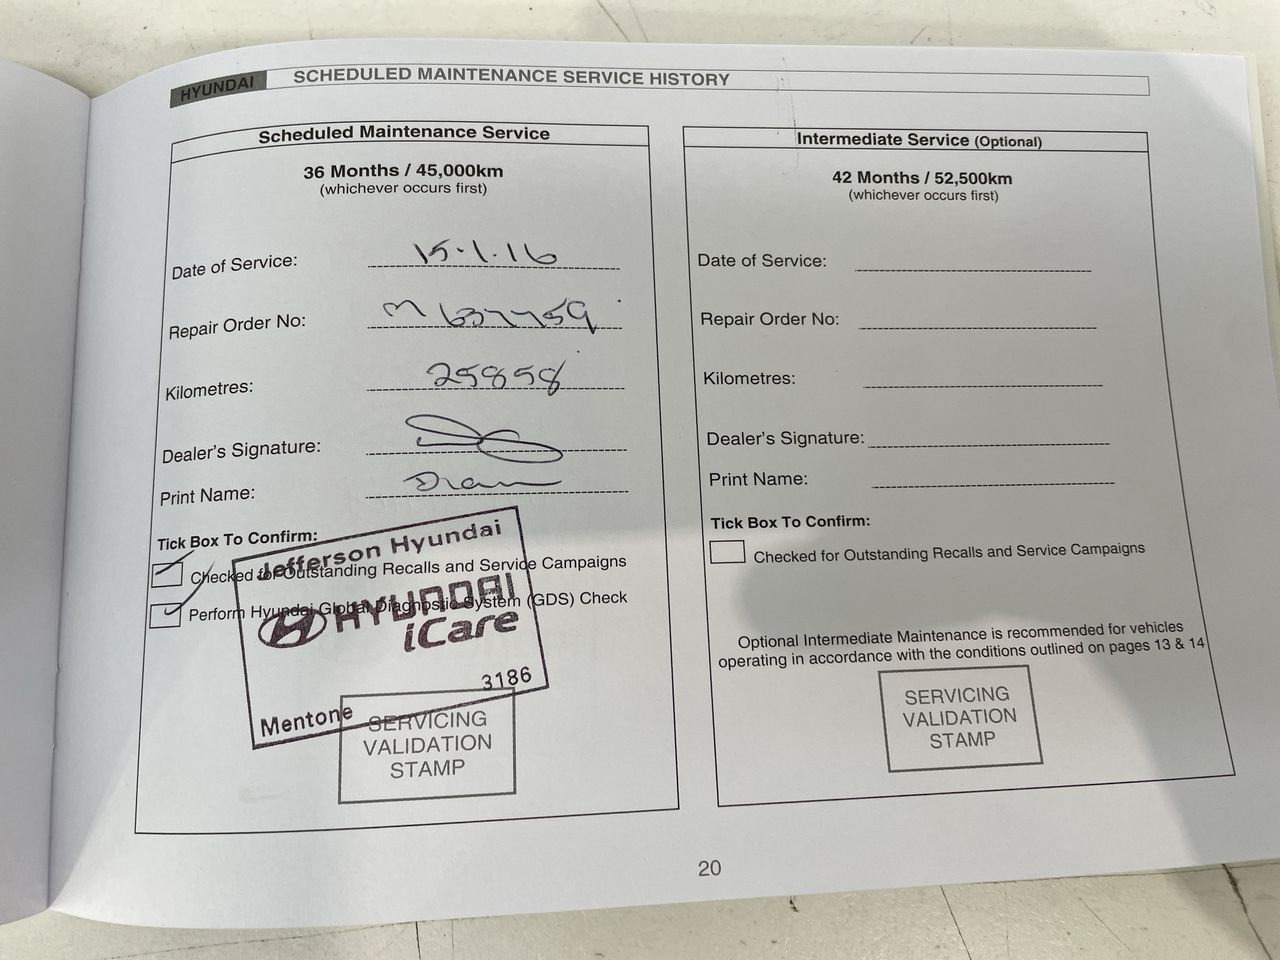 HYUNDAI
SCHEDULED MAINTENANCE SERVICE HISTORY
Scheduled Maintenance Service
36 Months / 45,000km
(whichever occurs first)
Date of Service: 15.1.16
Repair Order No:
Kilometres: 25858
Dealer's Signature:
Print Name:
Tick Box To Confirm:
Checked for Outstanding Recalls and Service Campaigns
Perform Hyundai Global Diagnostic System (GDS) Check
Jefferson Hyundai
HYUNDAI
iCare
3186
Mentone
SERVICING
VALIDATION
STAMP
Intermediate Service (Optional)
42 Months / 52,500km
(whichever occurs first)
Date of Service:
Repair Order No:
Kilometres:
Dealer's Signature:
Print Name:
Tick Box To Confirm:
Checked for Outstanding Recalls and Service Campaigns
Optional Intermediate Maintenance is recommended for vehicles
operating in accordance with the conditions outlined on pages 13 & 14
SERVICING
VALIDATION
STAMP
20